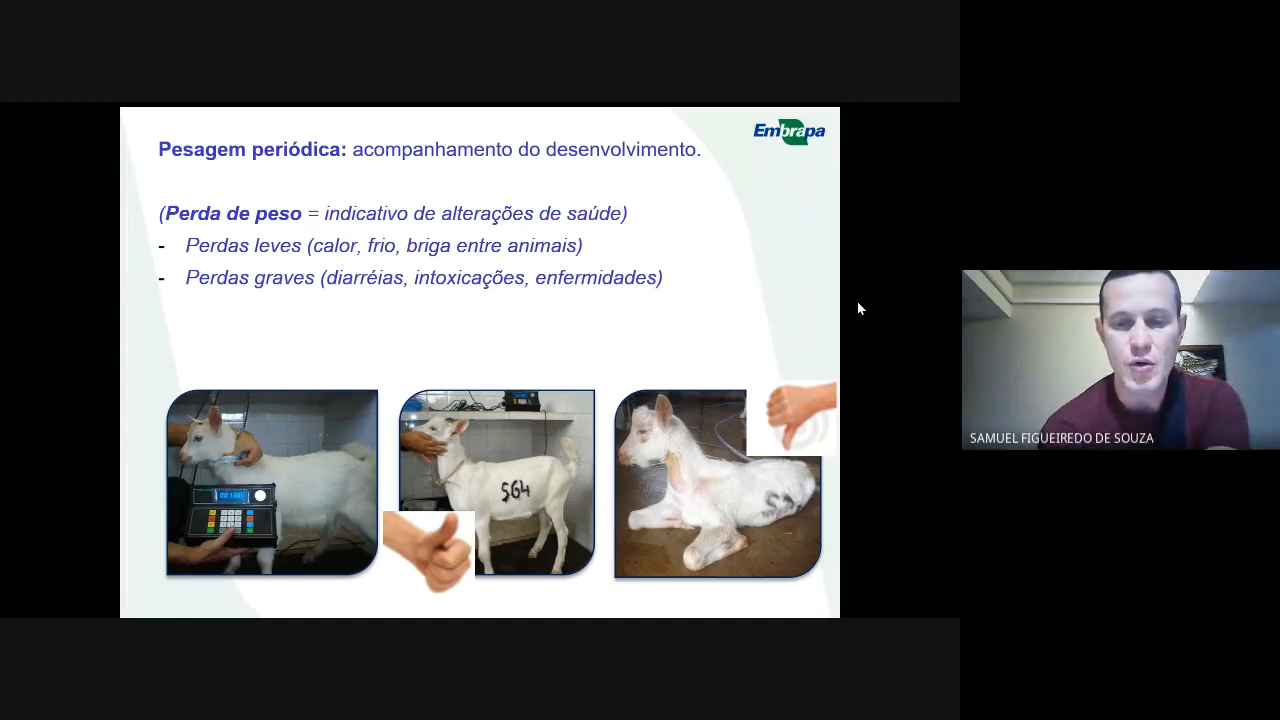 Embrapa
Pesagem periódica: acompanhamento do desenvolvimento.
(Perda de peso = indicativo de alterações de saúde)
- Perdas leves (calor, frio, briga entre animais)
- Perdas graves (diarréias, intoxicações, enfermidades)
SG4
SAMUEL FIGUEIREDO DE SOUZA